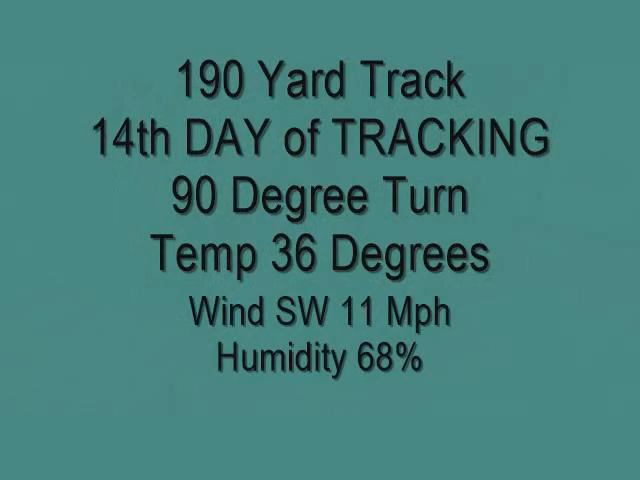 190 Yard Track
14th DAY of TRACKING
90 Degree Turn
Temp 36 Degrees
Wind SW 11 Mph
Humidity 68%